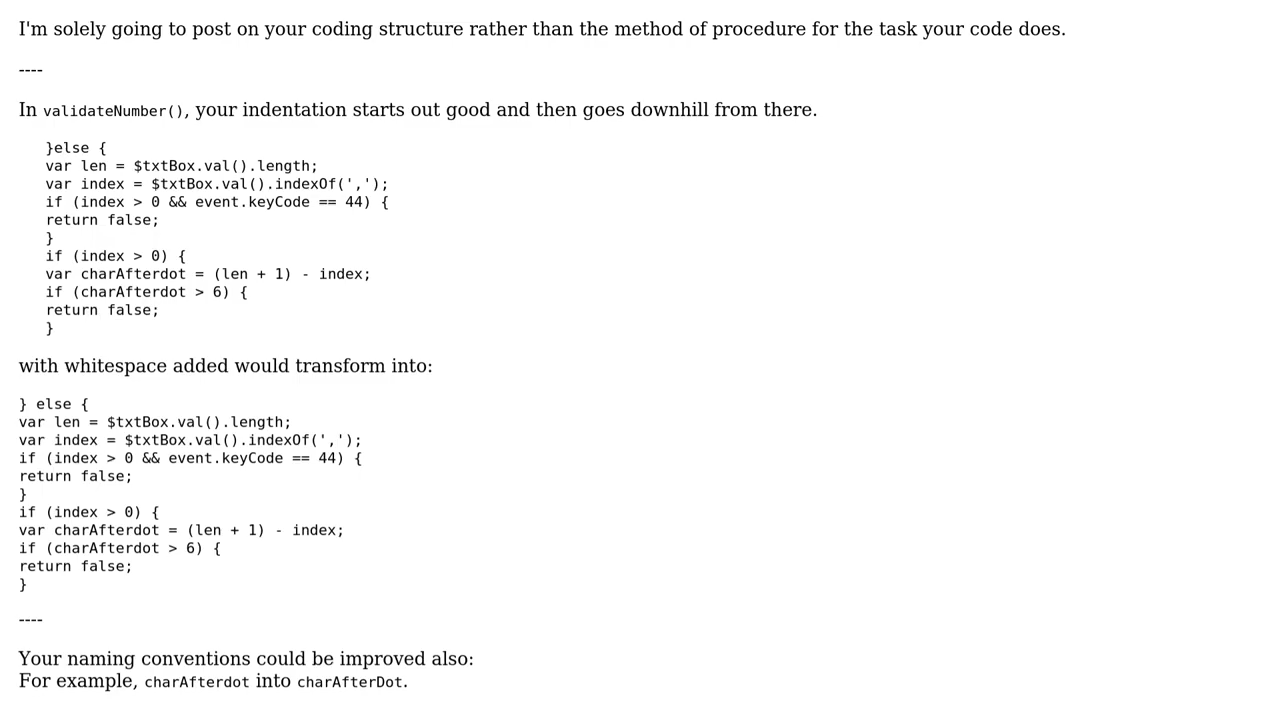 I'm solely going to post on your coding structure rather than the method of procedure for the task your code does.
----
In validateNumber(), your indentation starts out good and then goes downhill from there.
}else {
var len = $txtBox.val().length;
var index = $txtBox.val().indexOf(',');
if (index > 0 && event.keyCode == 44) {
return false;
}
if (index > 0) {
var charAfterdot = (len + 1) - index;
if (charAfterdot > 6) {
return false;
}
with whitespace added would transform into:
} else {
var len = $txtBox.val().length;
var index = $txtBox.val().indexOf(',');
if (index > 0 && event.keyCode == 44) {
return false;
}
if (index > 0) {
var charAfterdot = (len + 1) - index;
if (charAfterdot > 6) {
return false;
}
----
Your naming conventions could be improved also:
For example, charAfterdot into charAfterDot.